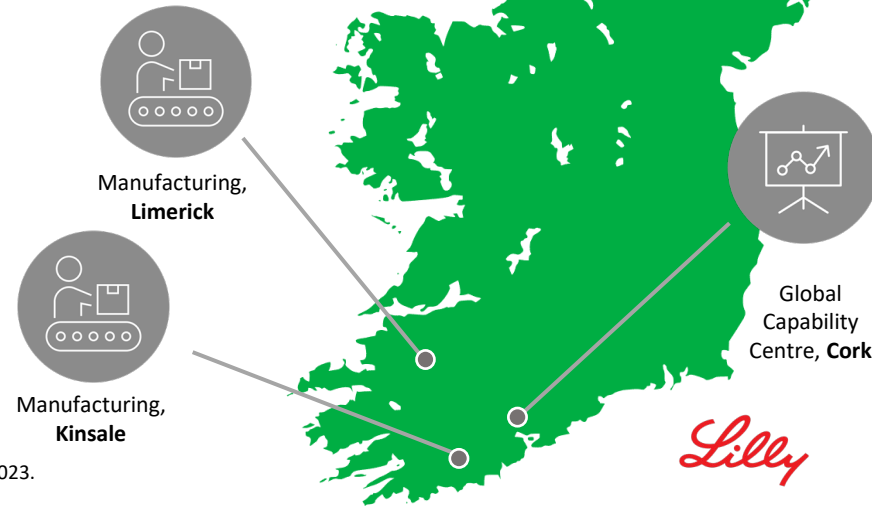 Manufacturing,
Limerick
Manufacturing,
Kinsale
Global
Capability
Centre, Cork
Lilly
023.